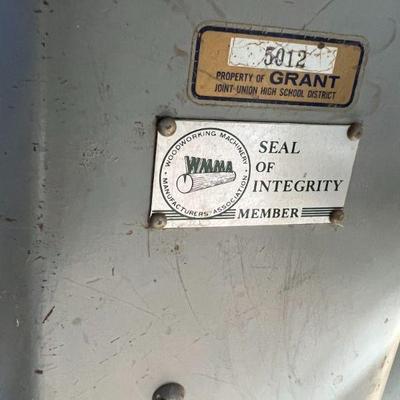 5012
PROPERTY OF GRANT
JOINT UNION HIGH SCHOOL DISTRICT
WOODWORKING MACHINERY
WMMA
MANUFACTURERS ASSOCIATION
SEAL
OF
INTEGRITY
MEMBER